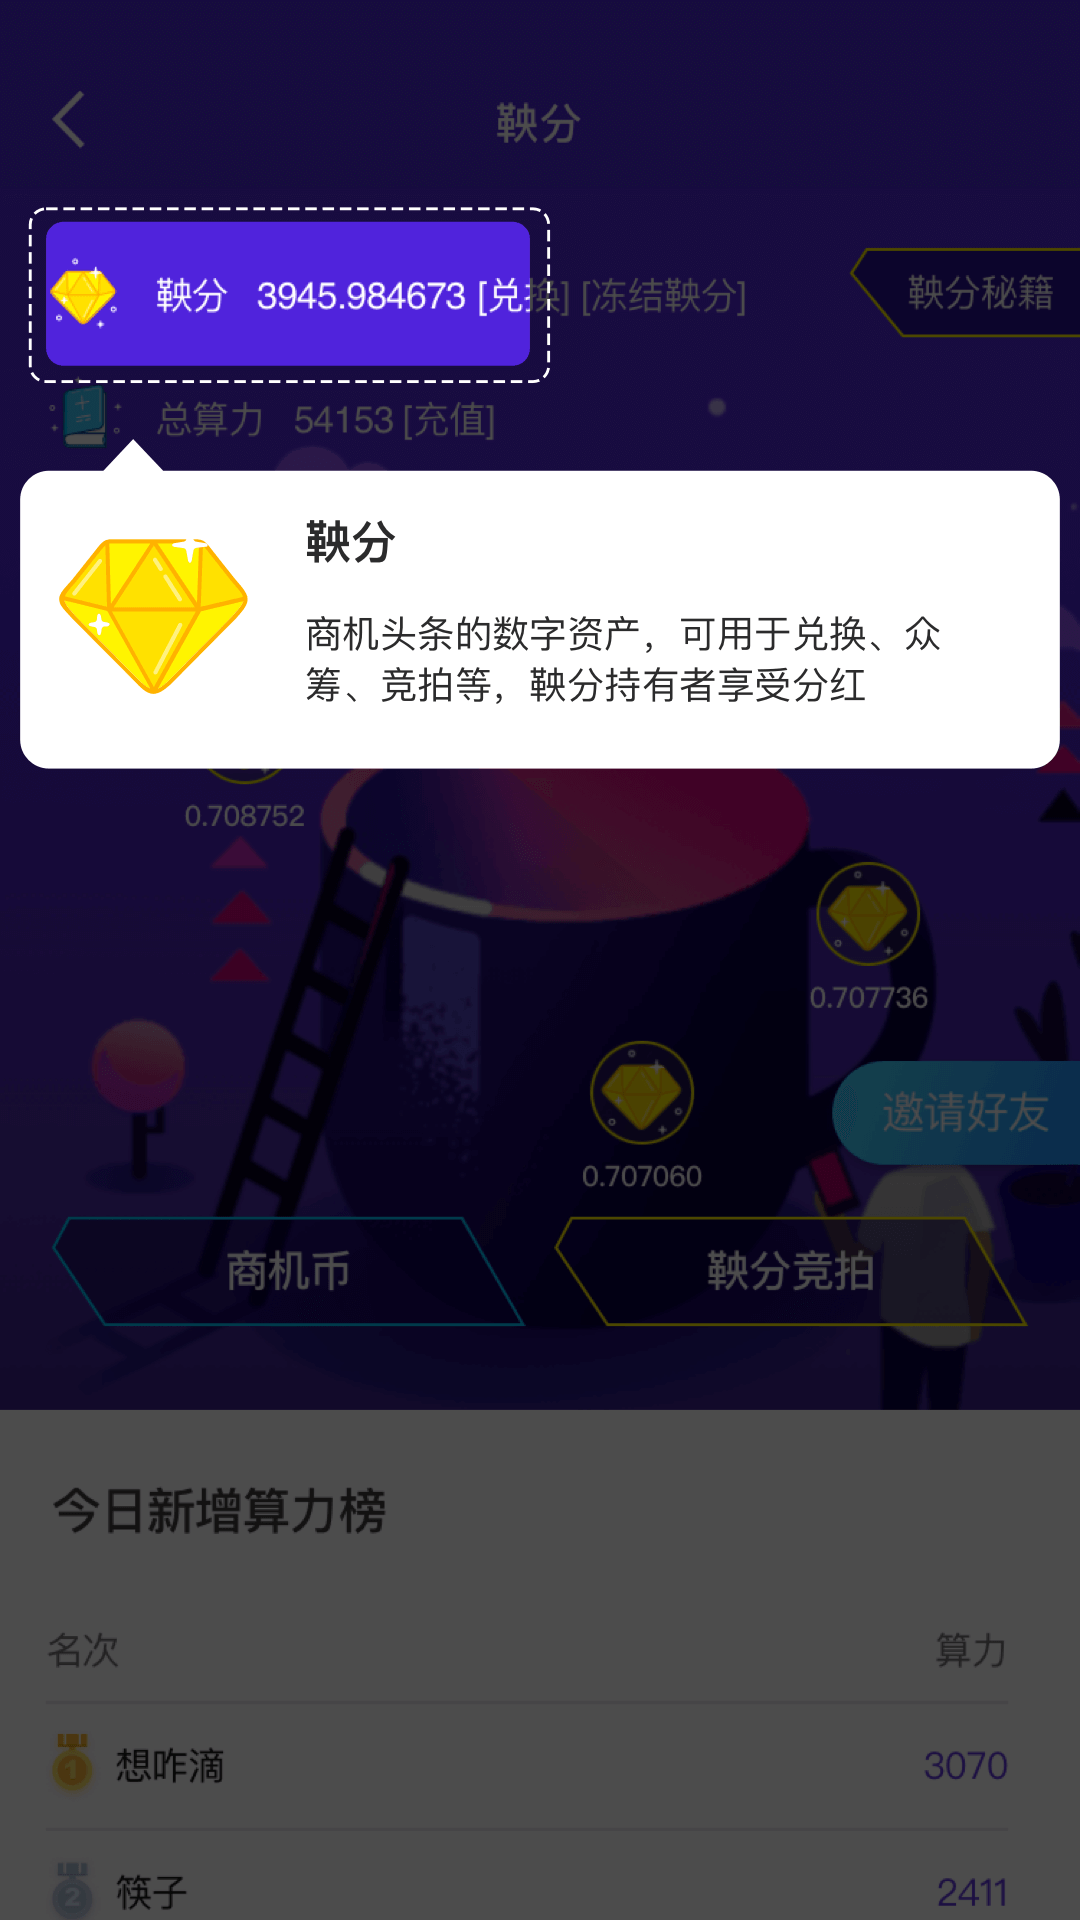 鞅分
鞅分 3945.984673 [兑换] [冻结鞅分]
鞅分秘籍
总算力 54153 [充值]
鞅分
商机头条的数字资产，可用于兑换、众
筹、竞拍等，鞅分持有者享受分红
0.708752
0.707736
0.707060
邀请好友
商机币
鞅分竞拍
今日新增算力榜
名次 算力
1 想咋滴 3070
2 筷子 2411